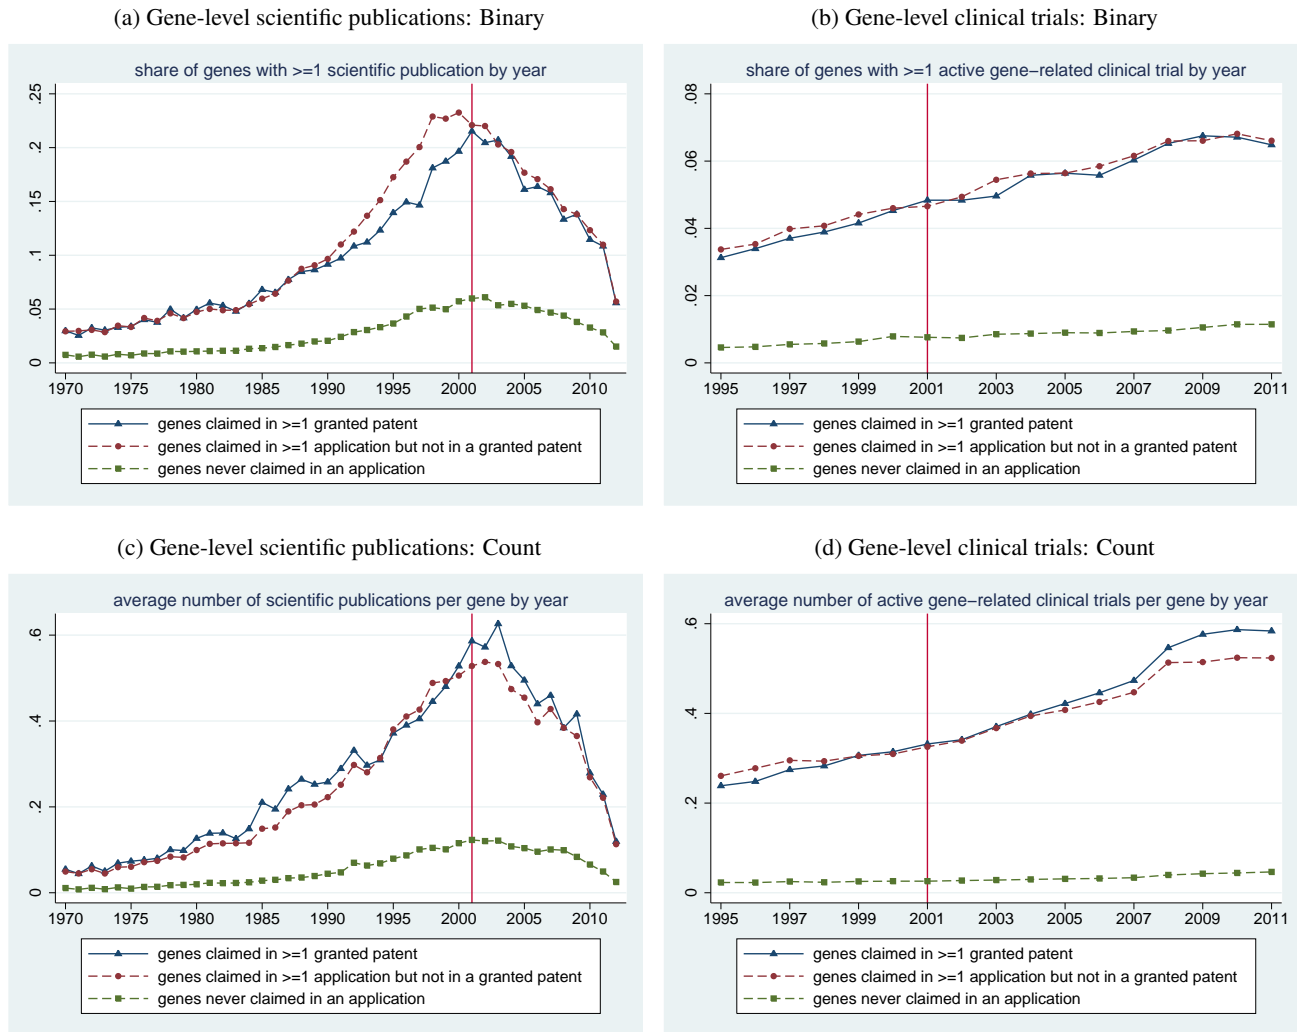 (a) Gene-level scientific publications: Binary
share of genes with >=1 scientific publication by year
.25
.2
.15
.1
.05
0
1970 1975 1980 1985 1990 1995 2000 2005 2010
genes claimed in >=1 granted patent
genes claimed in >=1 application but not in a granted patent
genes never claimed in an application
(b) Gene-level clinical trials: Binary
share of genes with >=1 active gene−related clinical trial by year
.08
.06
.04
.02
0
1995 1997 1999 2001 2003 2005 2007 2009 2011
genes claimed in >=1 granted patent
genes claimed in >=1 application but not in a granted patent
genes never claimed in an application
(c) Gene-level scientific publications: Count
average number of scientific publications per gene by year
.6
.4
.2
0
1970 1975 1980 1985 1990 1995 2000 2005 2010
genes claimed in >=1 granted patent
genes claimed in >=1 application but not in a granted patent
genes never claimed in an application
(d) Gene-level clinical trials: Count
average number of active gene−related clinical trials per gene by year
.6
.4
.2
0
1995 1997 1999 2001 2003 2005 2007 2009 2011
genes claimed in >=1 granted patent
genes claimed in >=1 application but not in a granted patent
genes never claimed in an application